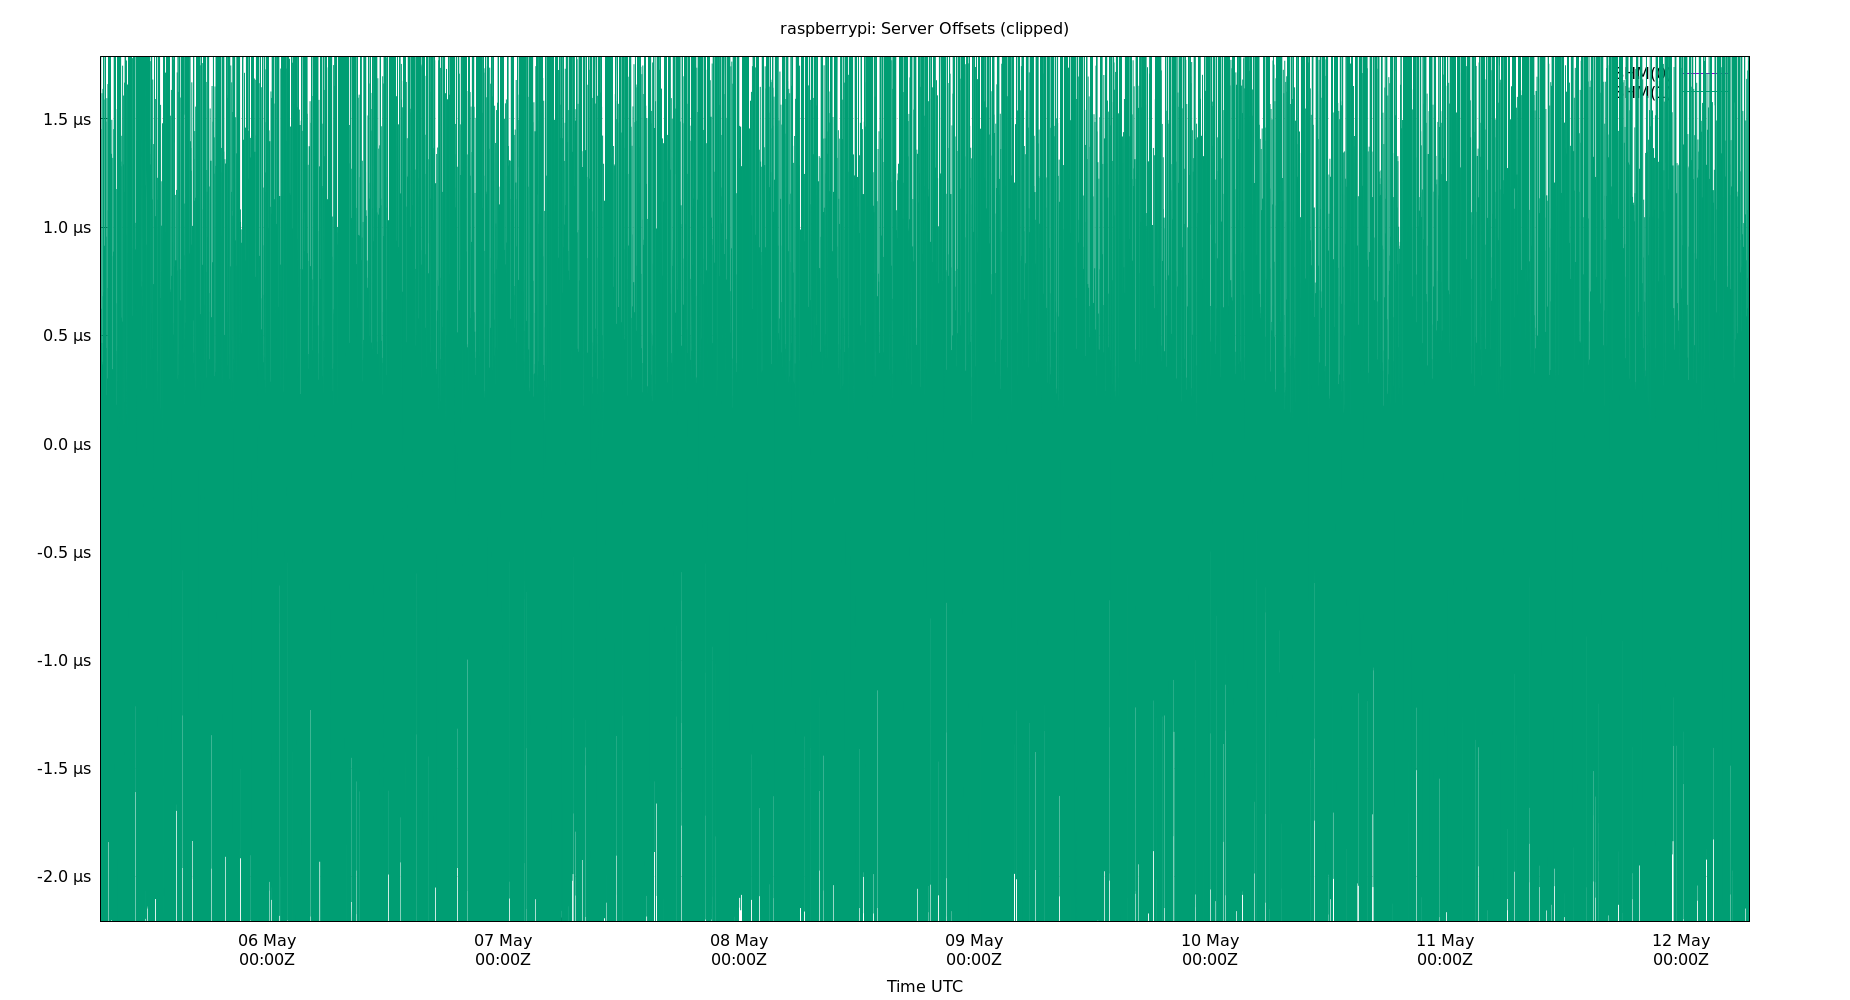 raspberrypi: Server Offsets (clipped)
1.5 µs
1.0 µs
0.5 µs
0.0 µs
-0.5 µs
-1.0 µs
-1.5 µs
-2.0 µs
06 May 07 May 08 May 09 May 10 May 11 May 12 May
00:00Z 00:00Z 00:00Z 00:00Z 00:00Z 00:00Z 00:00Z
Time UTC